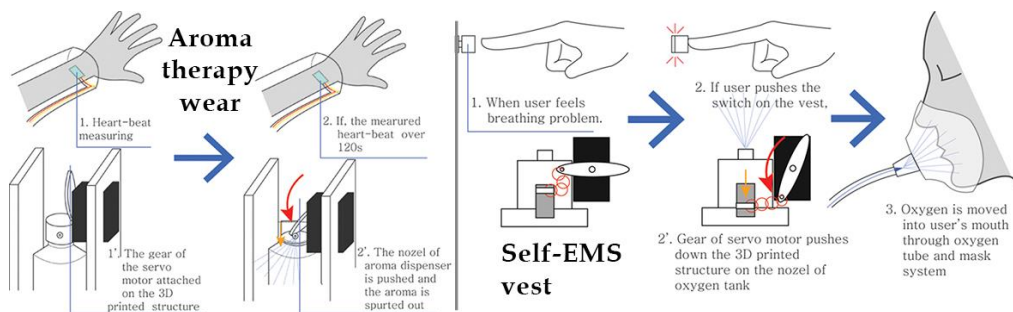 Aroma
therapy
wear
1. Heart-beat
measuring
2. If, the mearured
heart-beat over
120s
1'. The gear of
the servo
motor attached
on the 3D
printed structure
2'. The nozel of
aroma dispenser
is pushed and
the aroma is
spurted out
Self-EMS
vest
1. When user feels
breathing problem.
2. If user pushes the
switch on the vest,
2'. Gear of servo motor pushes
down the 3D printed
structure on the nozel of
oxygen tank
3. Oxygen is moved
into user's mouth
through oxygen
tube and mask
system